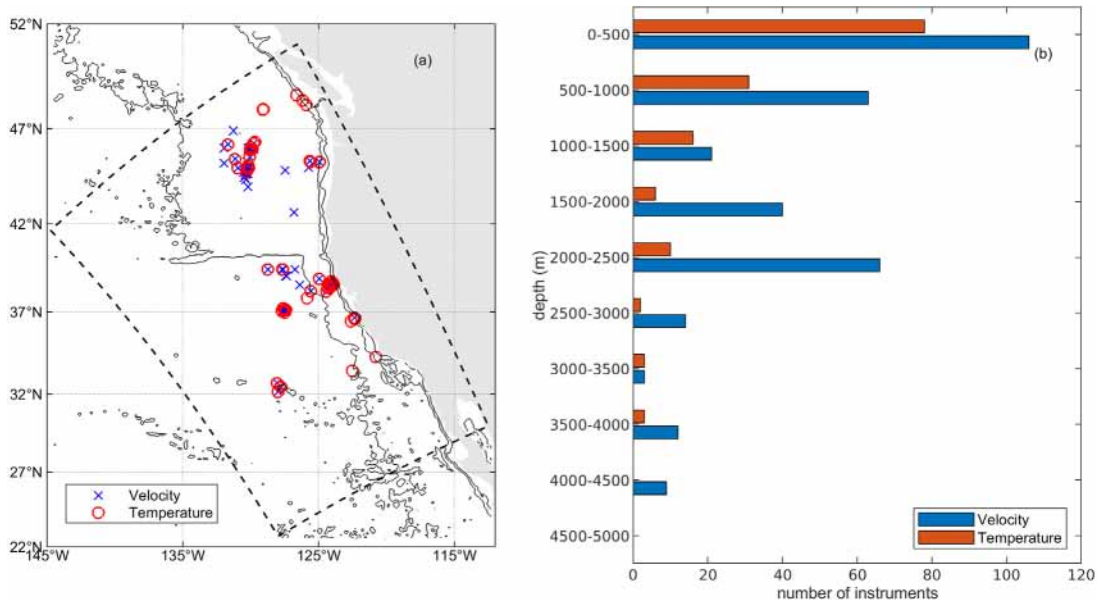 (a)
52°N
47°N
42°N
37°N
32°N
27°N
22°N
145°W
135°W
125°W
115°W
Velocity
Temperature
(b)
depth (m)
0-500
500-1000
1000-1500
1500-2000
2000-2500
2500-3000
3000-3500
3500-4000
4000-4500
4500-5000
Velocity
Temperature
0
20
40
60
80
100
120
number of instruments